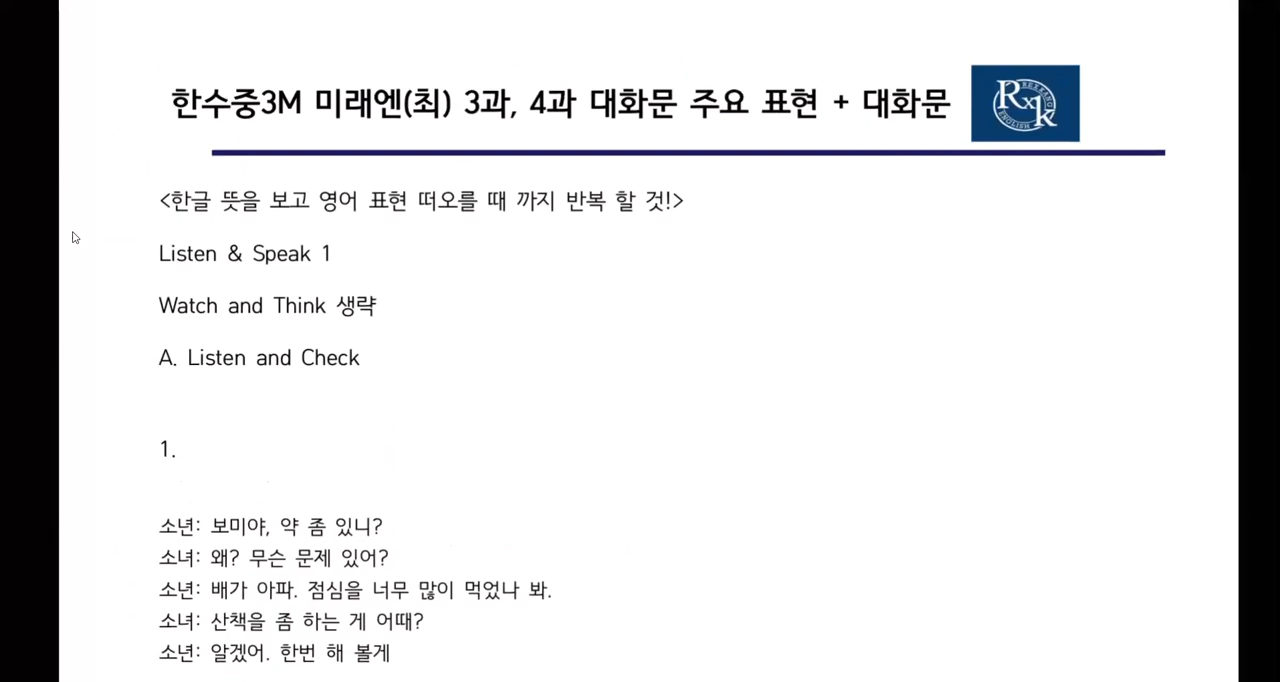 한수중3M 미래엔(최) 3과, 4과 대화문 주요 표현 + 대화문
RxK
ENGLISH
<한글 뜻을 보고 영어 표현 떠오를 때 까지 반복 할 것!>
Listen & Speak 1
Watch and Think 생략
A. Listen and Check
1.
소년: 보미야, 약 좀 있니?
소녀: 왜? 무슨 문제 있어?
소년: 배가 아파. 점심을 너무 많이 먹었나 봐.
소녀: 산책을 좀 하는 게 어때?
소년: 알겠어. 한번 해 볼게